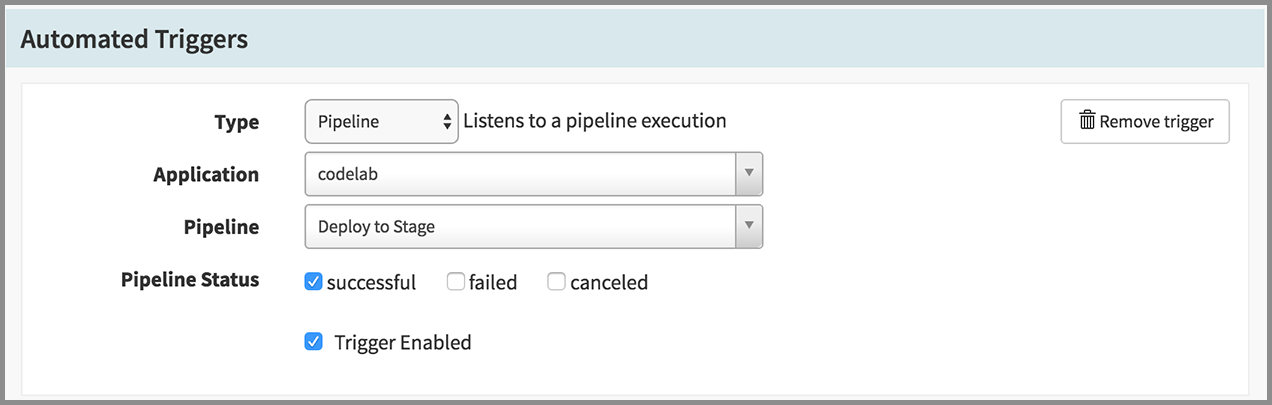 Automated Triggers
Type Pipeline Listens to a pipeline execution Remove trigger
Application codelab
Pipeline Deploy to Stage
Pipeline Status successful failed canceled
Trigger Enabled